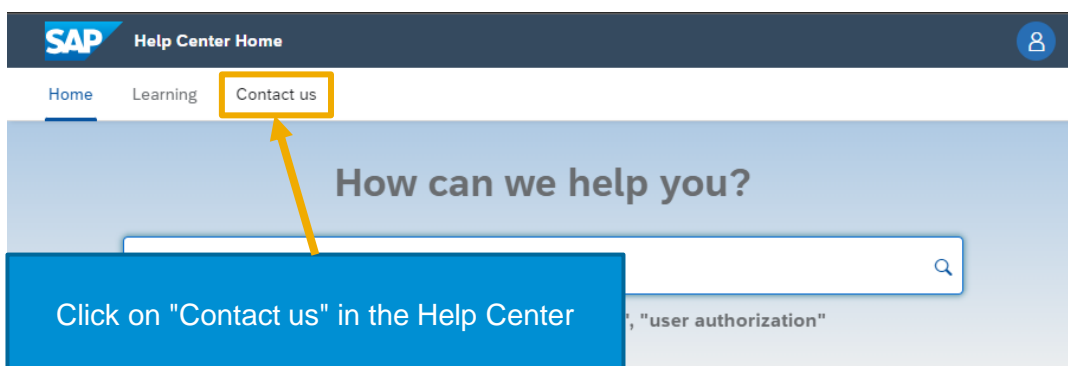 SAP Help Center Home
Home Learning Contact us
How can we help you?
Click on "Contact us" in the Help Center
", "user authorization"